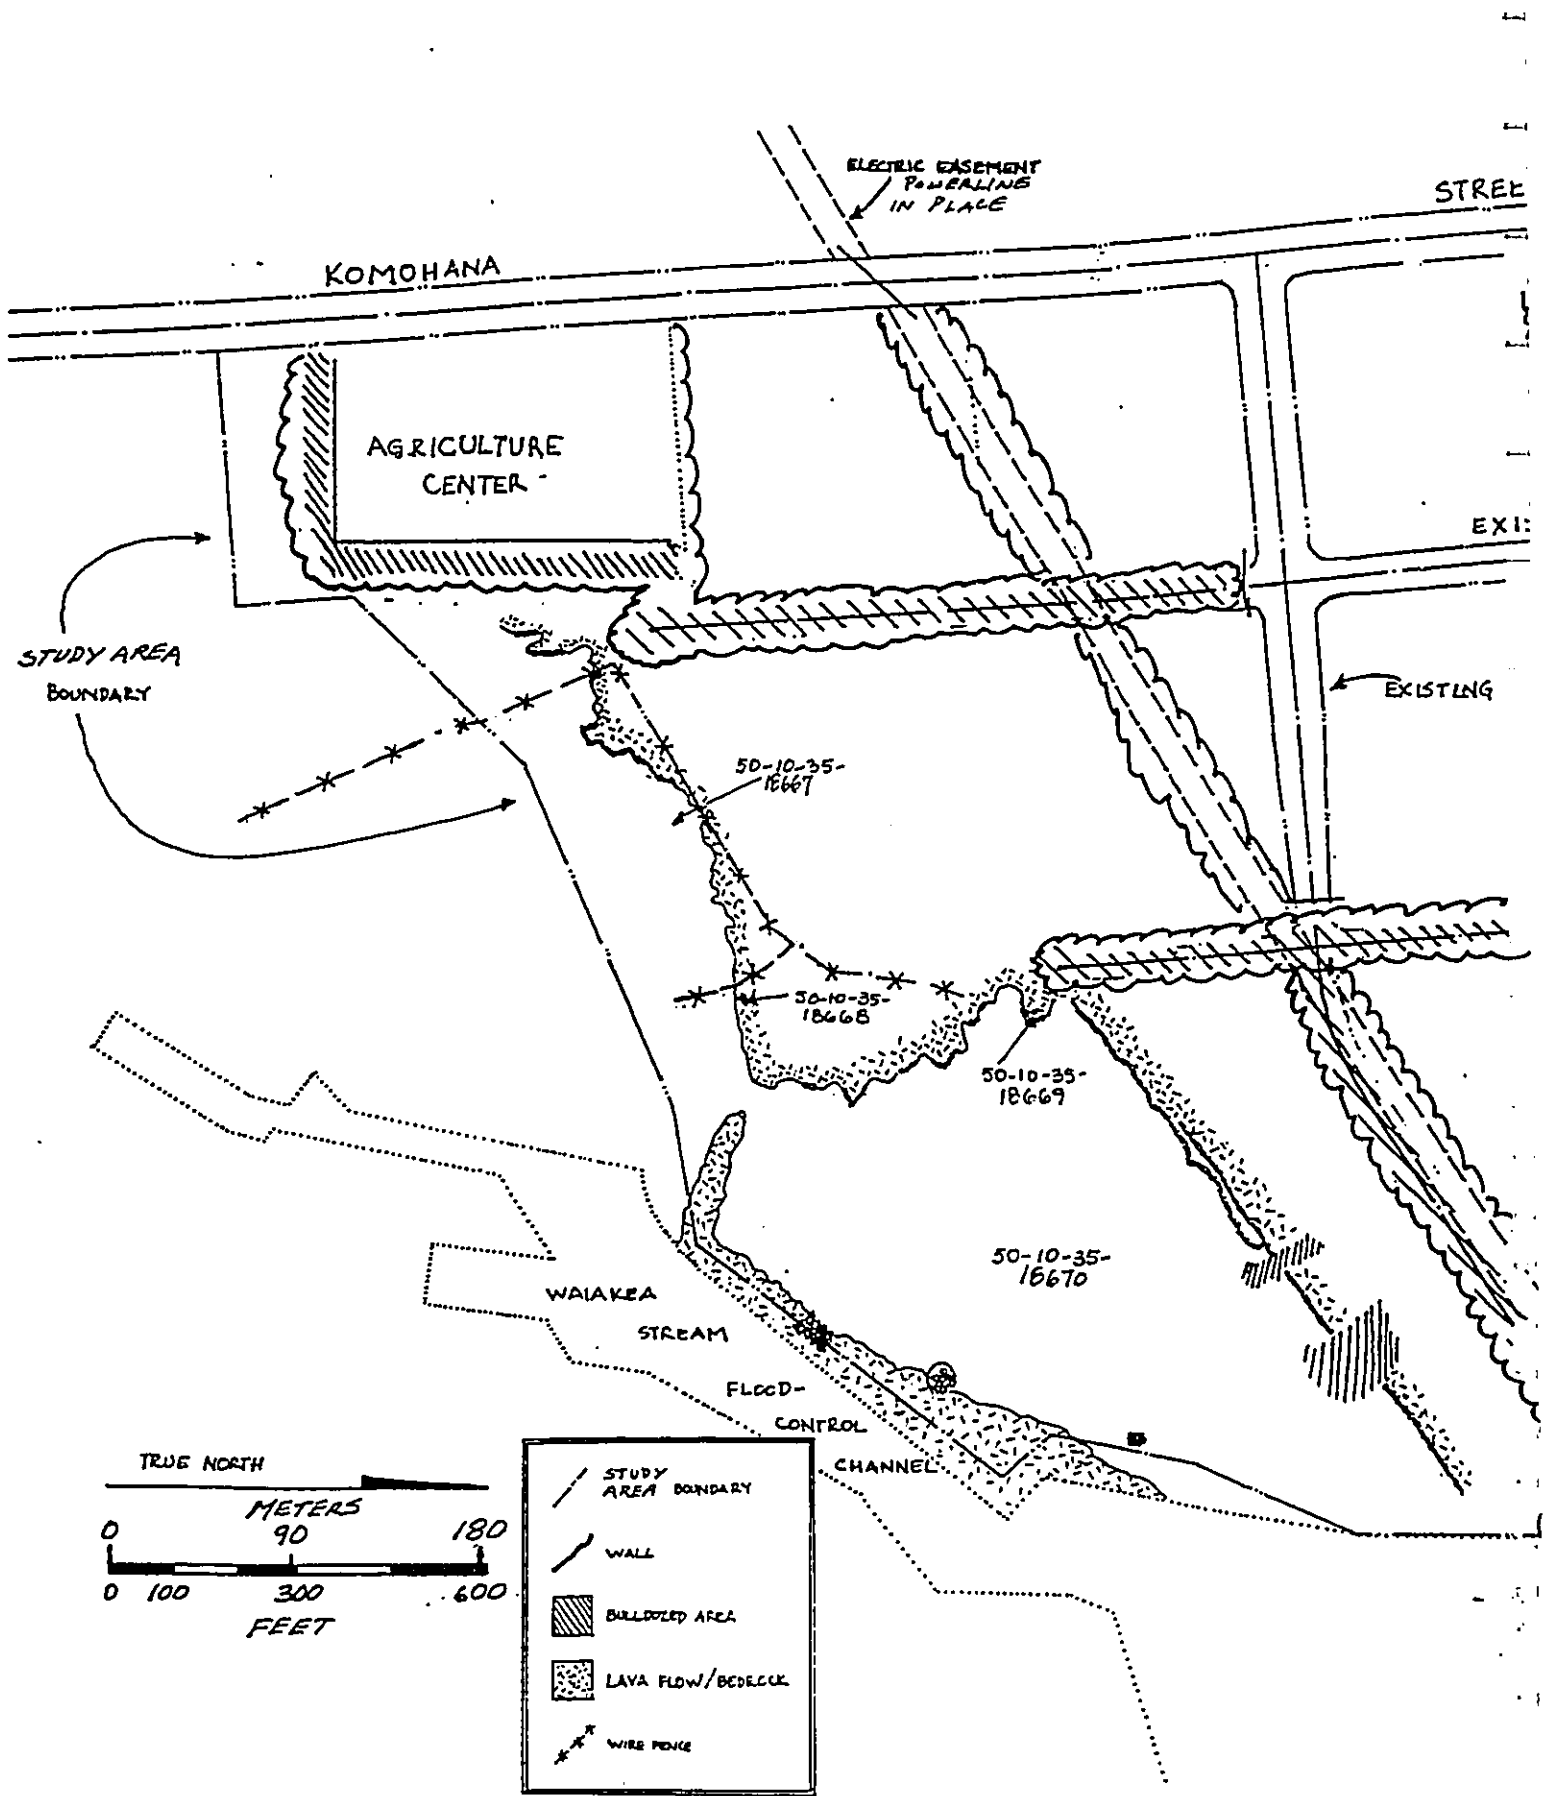 ELECTRIC EASEMENT
POWERLINE
IN PLACE
STREE
KOMOHANA
AGRICULTURE
CENTER
EXIS
STUDY AREA
BOUNDARY
EXISTING
50-10-35-
18667
50-10-35-
18668
50-10-35-
18669
50-10-35-
18670
WAIAKEA
STREAM
FLOOD-
CONTROL
CHANNEL
TRUE NORTH
METERS
0 90 180
0 100 300 600
FEET
STUDY
AREA BOUNDARY
WALL
BULLDOZED AREA
LAVA FLOW/BEDROCK
WIRE FENCE